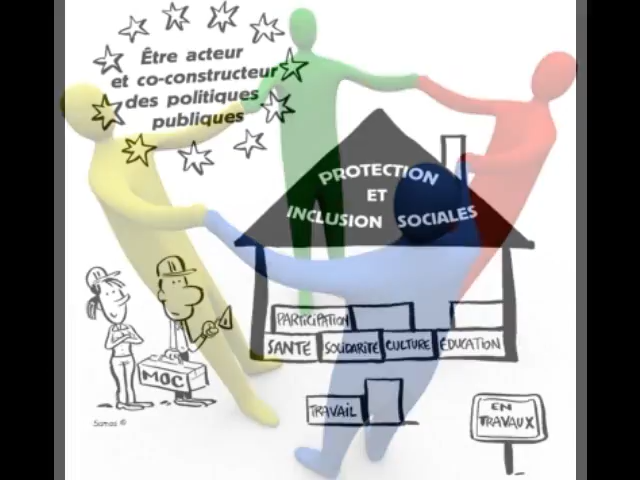 Être acteur
et co-constructeur
des politiques
publiques
PROTECTION
ET
INCLUSION SOCIALES
PARTICIPATION
SANTE SOLIDARITE CULTURE EDUCATION
MOC
TRAVAIL
EN
TRAVAUX
Samos ©